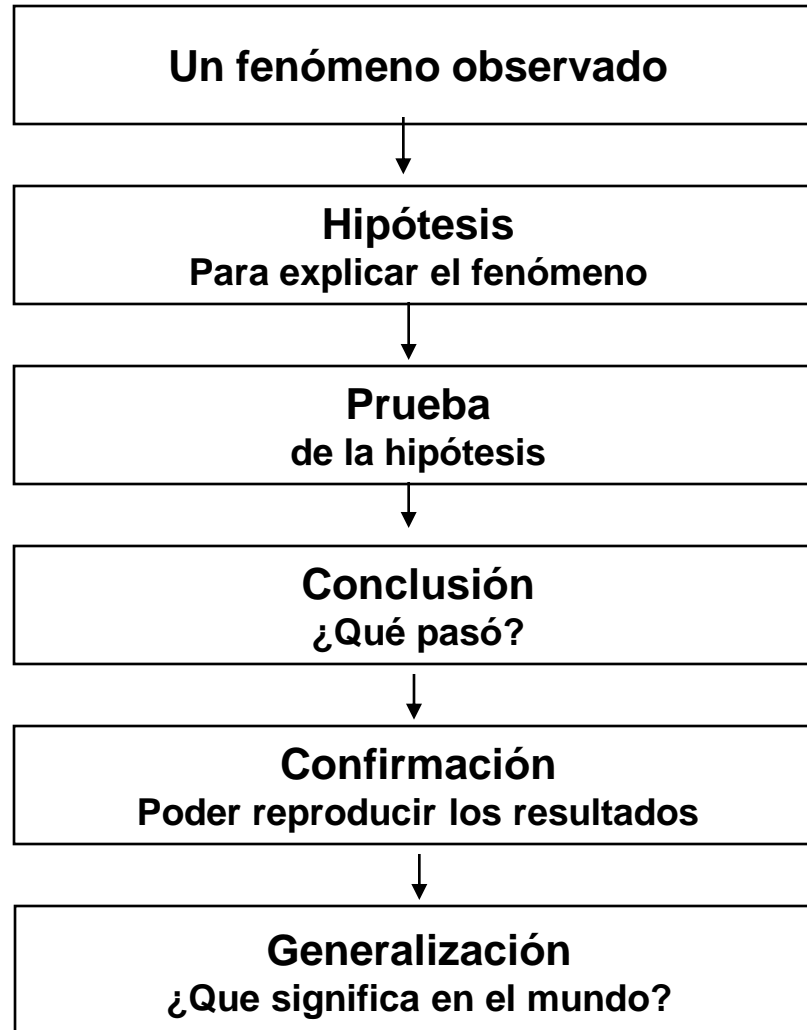 Un fenómeno observado
Hipótesis
Para explicar el fenómeno
Prueba
de la hipótesis
Conclusión
¿Qué pasó?
Confirmación
Poder reproducir los resultados
Generalización
¿Que significa en el mundo?